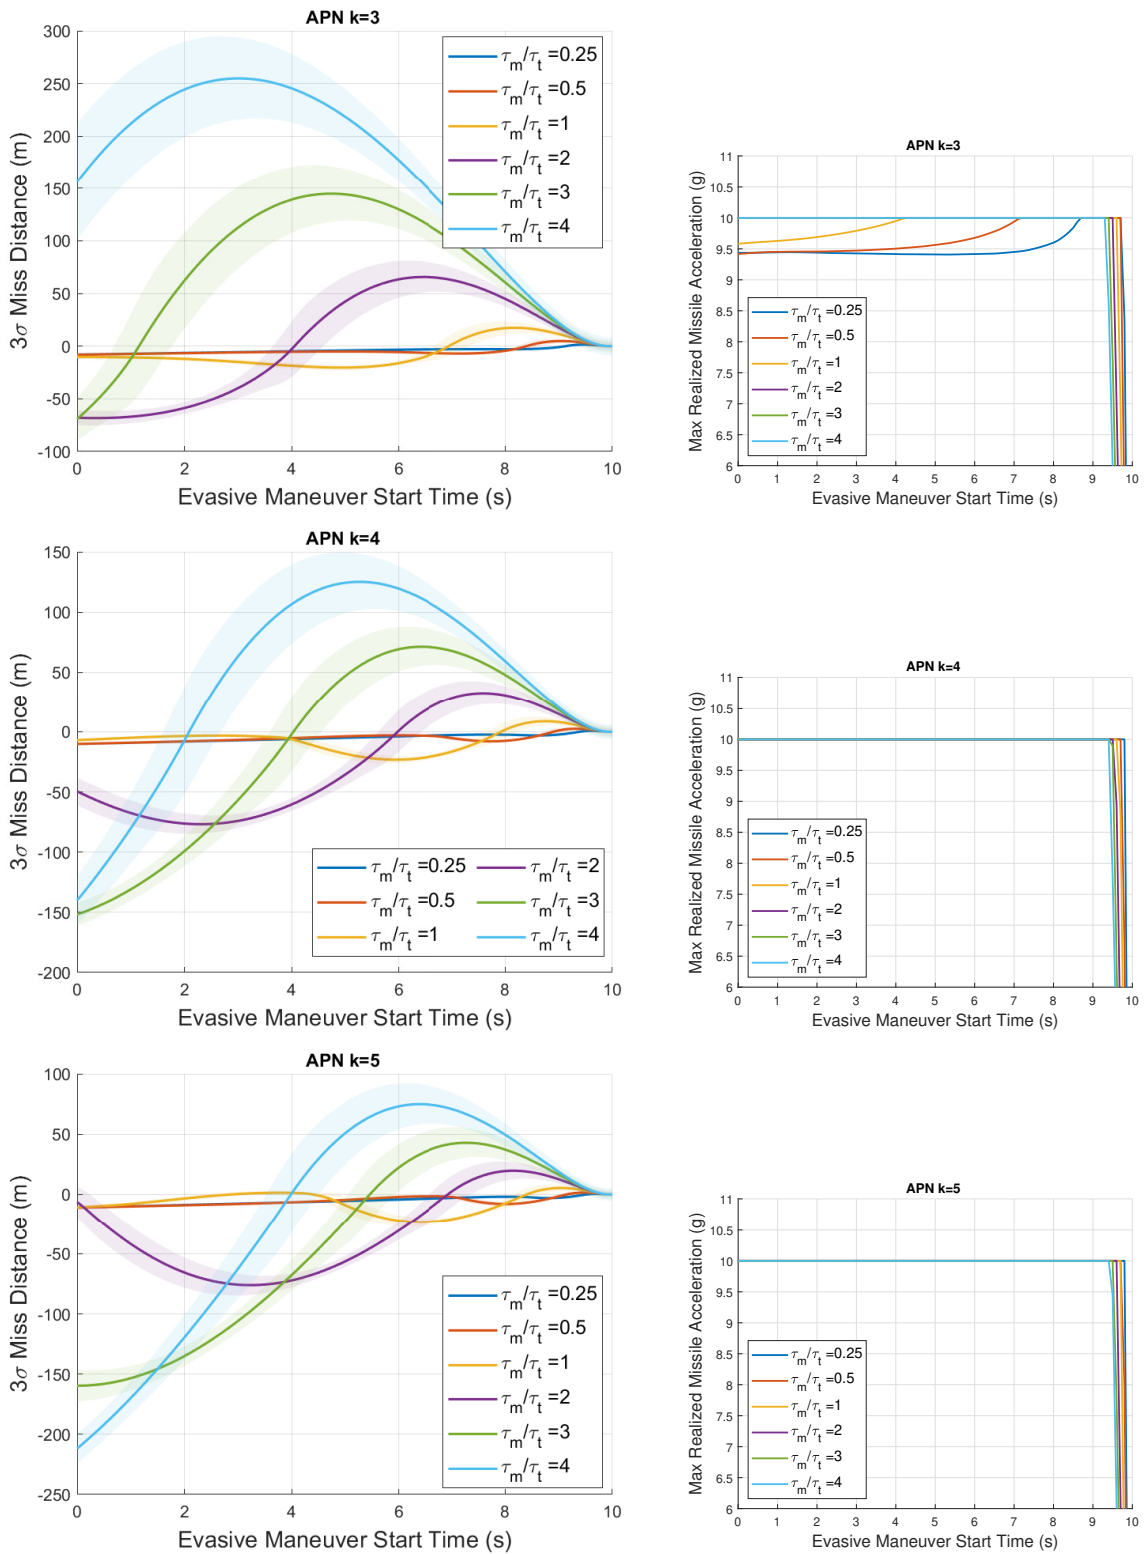 APN k=3
300
250
200
150
100
50
0
-50
-100
3σ Miss Distance (m)
τm/τt =0.25
τm/τt =0.5
τm/τt =1
τm/τt =2
τm/τt =3
τm/τt =4
0 2 4 6 8 10
Evasive Maneuver Start Time (s)
APN k=3
11
10.5
10
9.5
9
8.5
8
7.5
7
6.5
6
Max Realized Missile Acceleration (g)
τm/τt =0.25
τm/τt =0.5
τm/τt =1
τm/τt =2
τm/τt =3
τm/τt =4
0 1 2 3 4 5 6 7 8 9 10
Evasive Maneuver Start Time (s)
APN k=4
150
100
50
0
-50
-100
-150
-200
3σ Miss Distance (m)
τm/τt =0.25 τm/τt =2
τm/τt =0.5 τm/τt =3
τm/τt =1 τm/τt =4
0 2 4 6 8 10
Evasive Maneuver Start Time (s)
APN k=4
11
10.5
10
9.5
9
8.5
8
7.5
7
6.5
6
Max Realized Missile Acceleration (g)
τm/τt =0.25
τm/τt =0.5
τm/τt =1
τm/τt =2
τm/τt =3
τm/τt =4
0 1 2 3 4 5 6 7 8 9 10
Evasive Maneuver Start Time (s)
APN k=5
100
50
0
-50
-100
-150
-200
-250
3σ Miss Distance (m)
τm/τt =0.25
τm/τt =0.5
τm/τt =1
τm/τt =2
τm/τt =3
τm/τt =4
0 2 4 6 8 10
Evasive Maneuver Start Time (s)
APN k=5
11
10.5
10
9.5
9
8.5
8
7.5
7
6.5
6
Max Realized Missile Acceleration (g)
τm/τt =0.25
τm/τt =0.5
τm/τt =1
τm/τt =2
τm/τt =3
τm/τt =4
0 1 2 3 4 5 6 7 8 9 10
Evasive Maneuver Start Time (s)